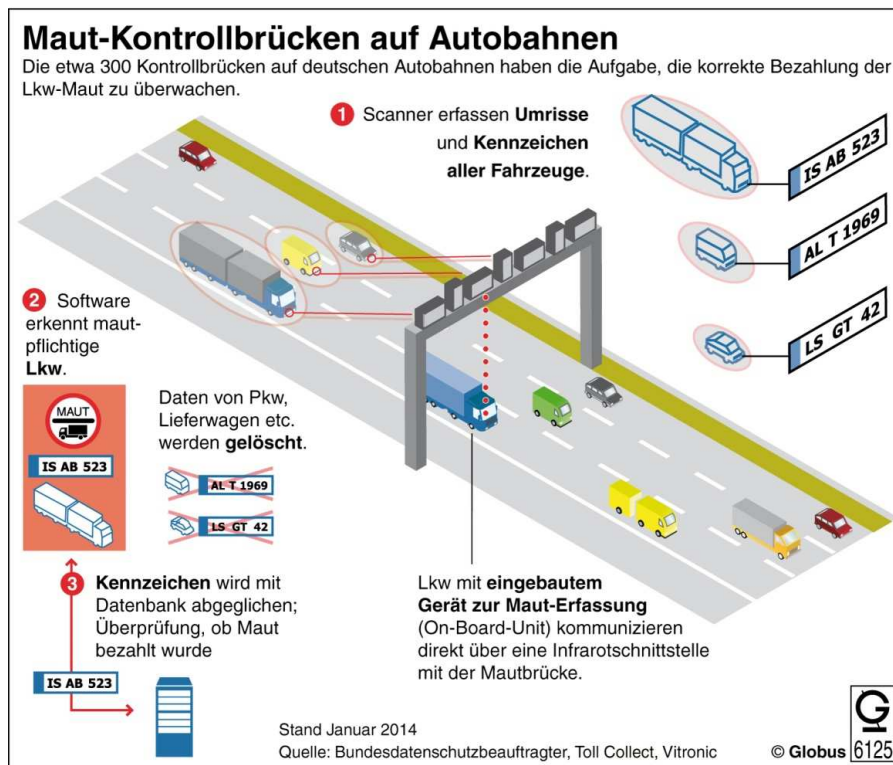 Maut-Kontrollbrücken auf Autobahnen
Die etwa 300 Kontrollbrücken auf deutschen Autobahnen haben die Aufgabe, die korrekte Bezahlung der
Lkw-Maut zu überwachen.
1 Scanner erfassen Umrisse
und Kennzeichen
aller Fahrzeuge.
IS AB 523
AL T 1969
LS GT 42
2 Software
erkennt maut-
pflichtige
Lkw.
MAUT
IS AB 523
Daten von Pkw,
Lieferwagen etc.
werden gelöscht.
AL T 1969
LS GT 42
3 Kennzeichen wird mit
Datenbank abgeglichen;
Überprüfung, ob Maut
bezahlt wurde
IS AB 523
Lkw mit eingebautem
Gerät zur Maut-Erfassung
(On-Board-Unit) kommunizieren
direkt über eine Infrarotschnittstelle
mit der Mautbrücke.
Stand Januar 2014
Quelle: Bundesdatenschutzbeauftragter, Toll Collect, Vitronic
© Globus
G
6125